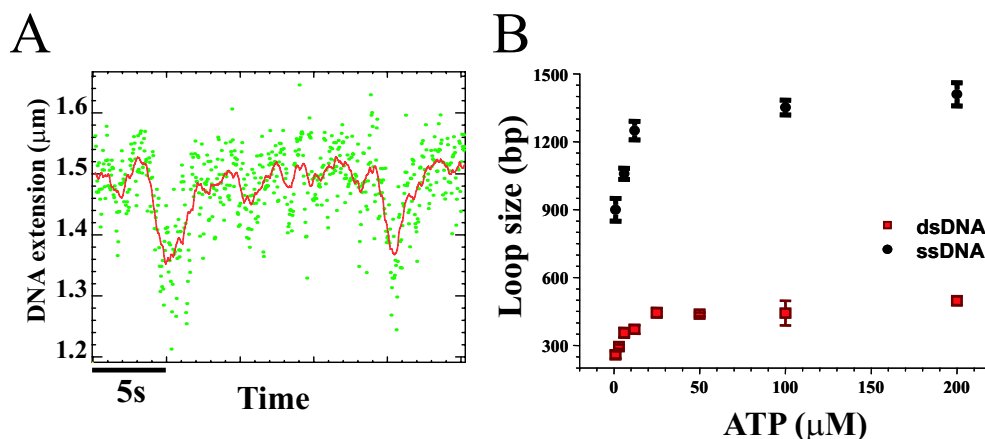 A
DNA extension (μm)
1.6
1.5
1.4
1.3
1.2
5s
Time
B
Loop size (bp)
1500
1200
900
600
300
dsDNA
ssDNA
0
50
100
150
200
ATP (μM)